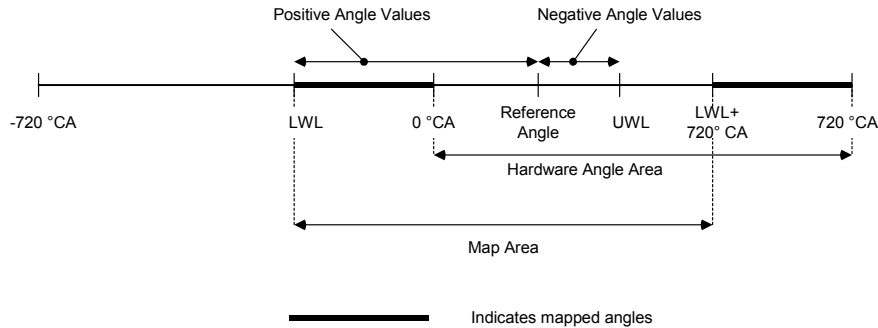 Positive Angle Values
Negative Angle Values
-720 °CA
LWL
0 °CA
Reference
Angle
UWL
LWL+
720° CA
720 °CA
Hardware Angle Area
Map Area
Indicates mapped angles